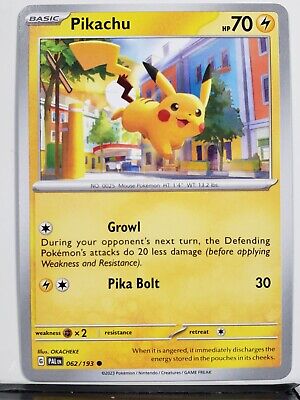 BASIC
Pikachu
HP 70
NO. 0025 Mouse Pokémon HT: 1'4" WT: 13.2 lbs.
Growl
During your opponent's next turn, the Defending
Pokémon's attacks do 20 less damage (before applying
Weakness and Resistance).
Pika Bolt 30
weakness ×2 resistance retreat
Illus. OKACHEKE
G PAL EN 062/193
When it is angered, it immediately
discharges the energy stored in the
pouches in its cheeks.
©2023 Pokémon / Nintendo / Creatures / GAME FREAK